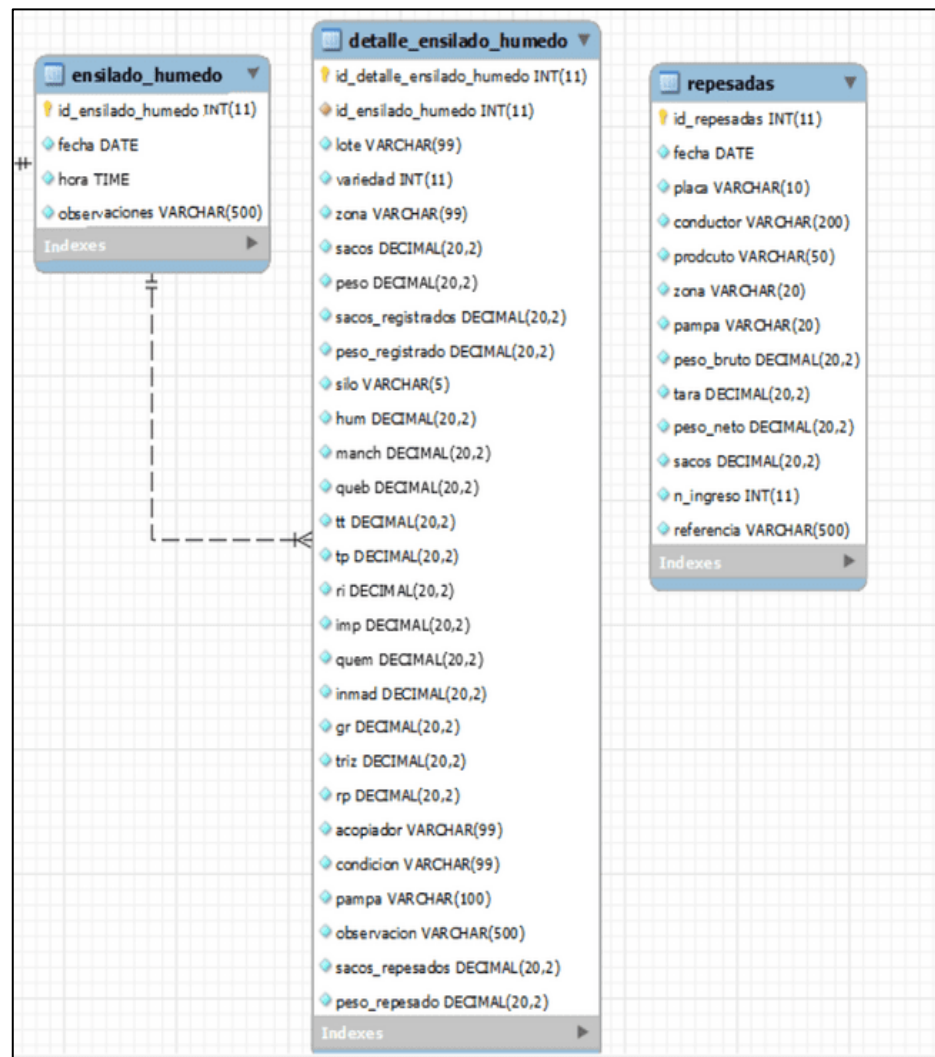 ensilado_humedo
id_ensilado_humedo INT(11)
fecha DATE
hora TIME
observaciones VARCHAR(500)
Indexes
detalle_ensilado_humedo
id_detalle_ensilado_humedo INT(11)
id_ensilado_humedo INT(11)
lote VARCHAR(99)
variedad INT(11)
zona VARCHAR(99)
sacos DECIMAL(20,2)
peso DECIMAL(20,2)
sacos_registrados DECIMAL(20,2)
peso_registrado DECIMAL(20,2)
silo VARCHAR(5)
hum DECIMAL(20,2)
manch DECIMAL(20,2)
queb DECIMAL(20,2)
tt DECIMAL(20,2)
tp DECIMAL(20,2)
ri DECIMAL(20,2)
imp DECIMAL(20,2)
quem DECIMAL(20,2)
inmad DECIMAL(20,2)
gr DECIMAL(20,2)
triz DECIMAL(20,2)
rp DECIMAL(20,2)
acopiador VARCHAR(99)
condicion VARCHAR(99)
pampa VARCHAR(100)
observacion VARCHAR(500)
sacos_repesados DECIMAL(20,2)
peso_repesado DECIMAL(20,2)
Indexes
repesadas
id_repesadas INT(11)
fecha DATE
placa VARCHAR(10)
conductor VARCHAR(200)
prodcuto VARCHAR(50)
zona VARCHAR(20)
pampa VARCHAR(20)
peso_bruto DECIMAL(20,2)
tara DECIMAL(20,2)
peso_neto DECIMAL(20,2)
sacos DECIMAL(20,2)
n_ingreso INT(11)
referencia VARCHAR(500)
Indexes